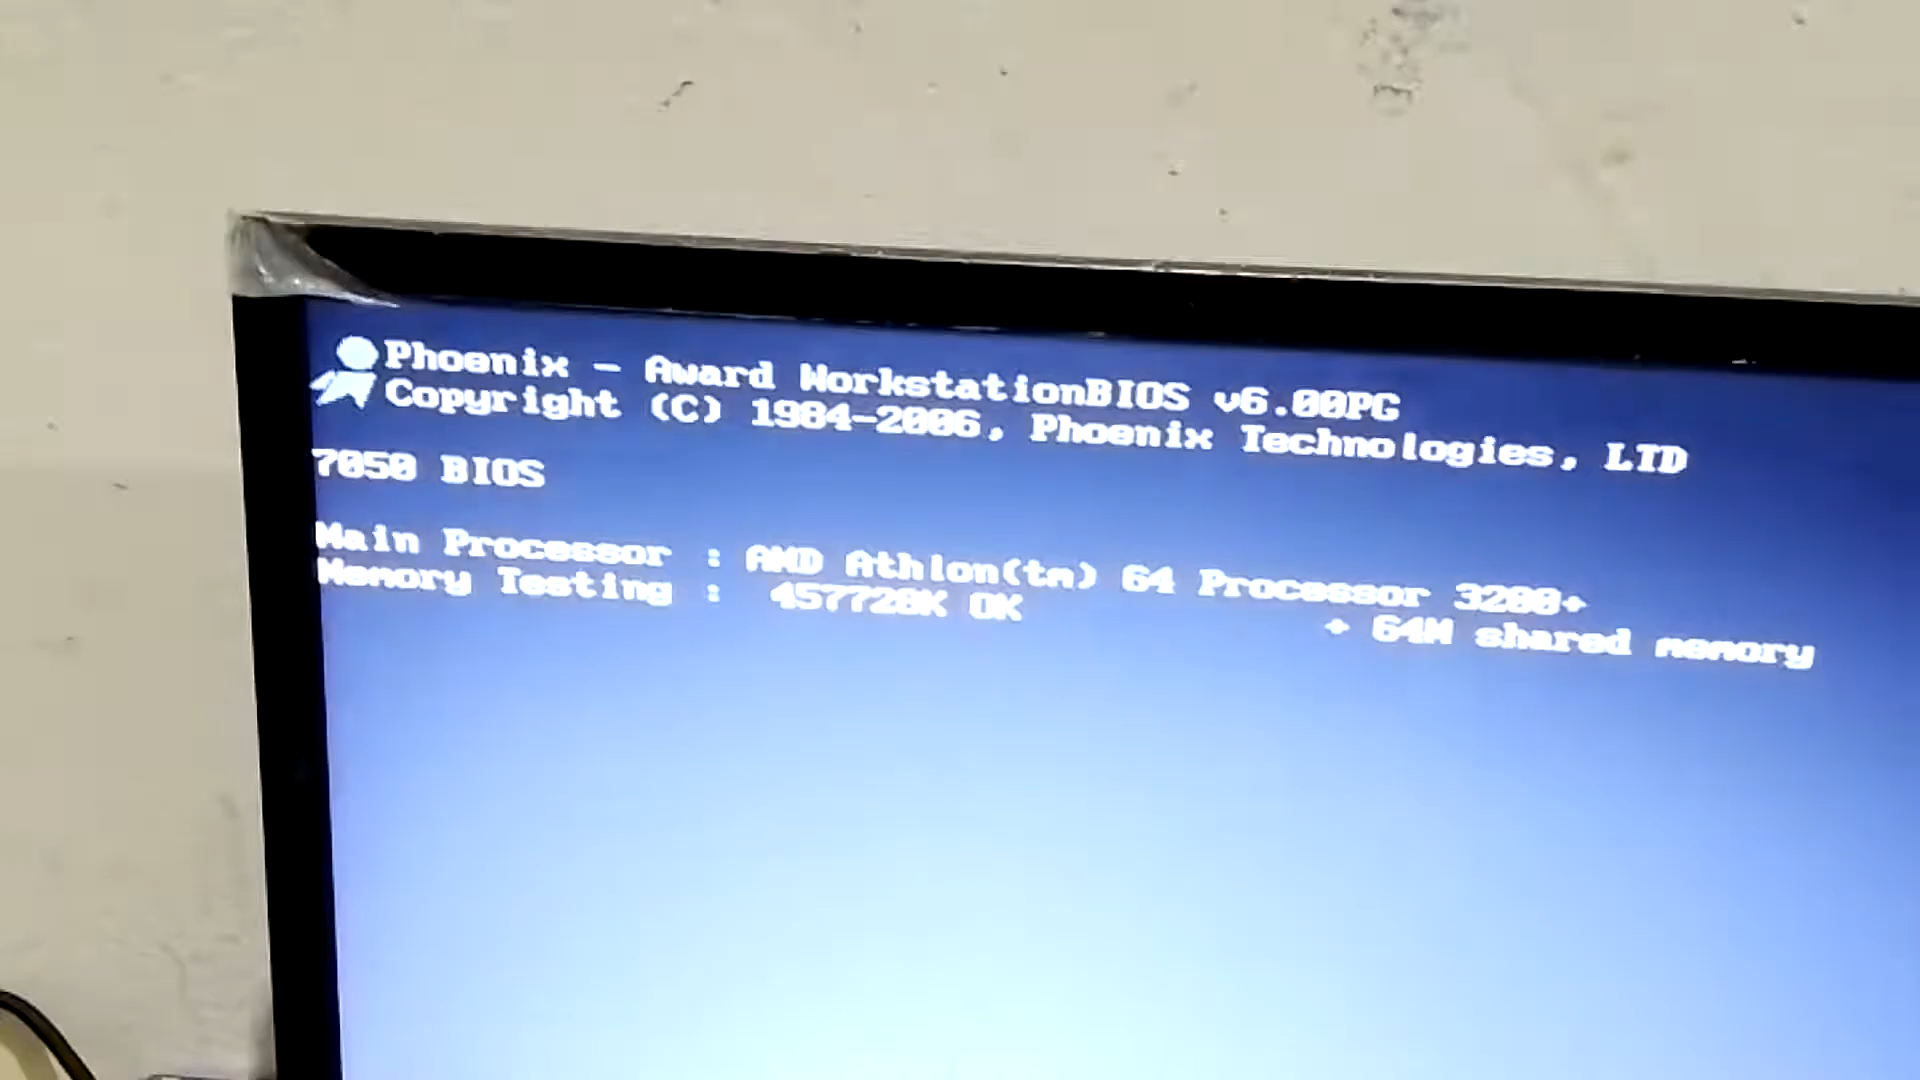 Phoenix - Award WorkstationBIOS v6.00PG
Copyright (C) 1984-2006, Phoenix Technologies, LTD
7050 BIOS
Main Processor : AMD Athlon(tm) 64 Processor 3200+
Memory Testing : 457728K OK
+ 64M shared memory